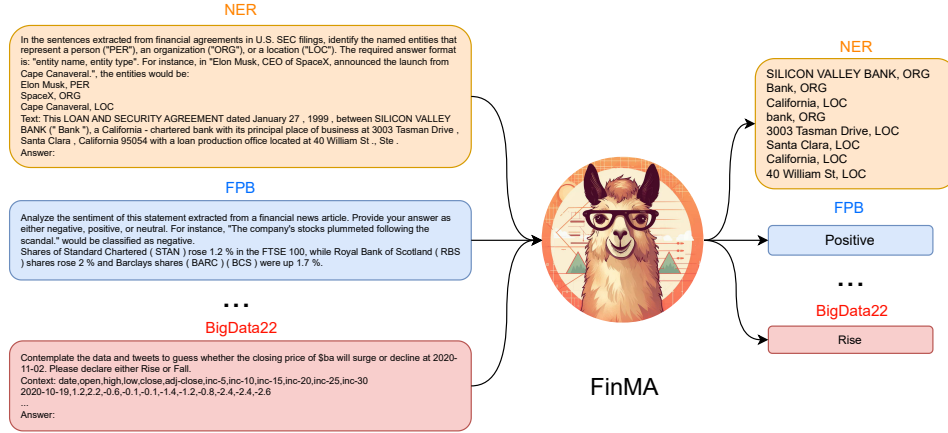 NER
In the sentences extracted from financial agreements in U.S. SEC filings, identify the named entities that
represent a person ("PER"), an organization ("ORG"), or a location ("LOC"). The required answer format
is: "entity name, entity type". For instance, in "Elon Musk, CEO of SpaceX, announced the launch from
Cape Canaveral.", the entities would be:
Elon Musk, PER
SpaceX, ORG
Cape Canaveral, LOC
Text: This LOAN AND SECURITY AGREEMENT dated January 27 , 1999 , between SILICON VALLEY
BANK (" Bank "), a California - chartered bank with its principal place of business at 3003 Tasman Drive ,
Santa Clara , California 95054 with a loan production office located at 40 William St ., Ste .
Answer:
FPB
Analyze the sentiment of this statement extracted from a financial news article. Provide your answer as
either negative, positive, or neutral. For instance, "The company's stocks plummeted following the
scandal." would be classified as negative.
Shares of Standard Chartered ( STAN ) rose 1.2 % in the FTSE 100, while Royal Bank of Scotland ( RBS
) shares rose 2 % and Barclays shares ( BARC ) ( BCS ) were up 1.7 %.
...
BigData22
Contemplate the data and tweets to guess whether the closing price of $ba will surge or decline at 2020-
11-02. Please declare either Rise or Fall.
Context: date,open,high,low,close,adj-close,inc-5,inc-10,inc-15,inc-20,inc-25,inc-30
2020-10-19,1.2,2.2,-0.6,-0.1,-0.1,-1.4,-1.2,-0.8,-2.4,-2.4,-2.6
...
Answer:
FinMA
NER
SILICON VALLEY BANK, ORG
Bank, ORG
California, LOC
bank, ORG
3003 Tasman Drive, LOC
Santa Clara, LOC
California, LOC
40 William St, LOC
FPB
Positive
...
BigData22
Rise